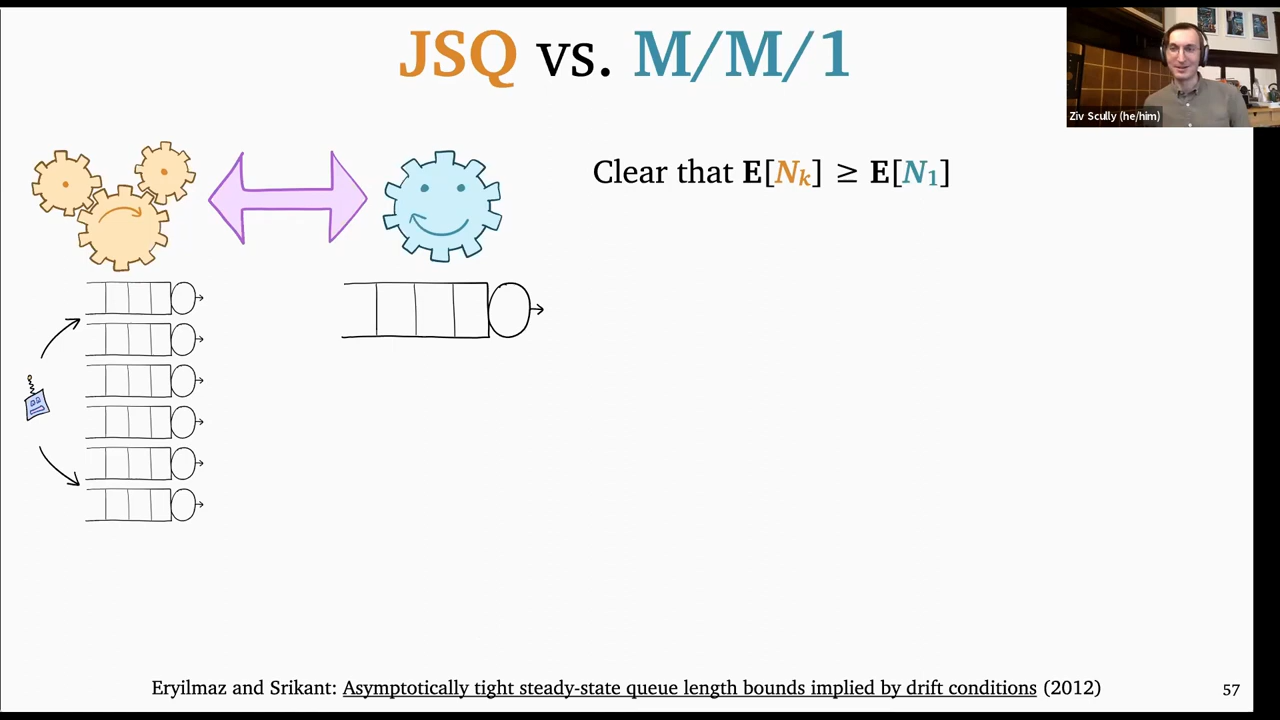 JSQ vs. M/M/1
Ziv Scully (he/him)
Clear that E[Nₖ] ≥ E[N₁]
Eryilmaz and Srikant: Asymptotically tight steady-state queue length bounds implied by drift conditions (2012)
57